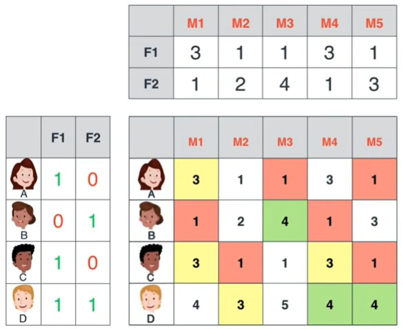 M1 M2 M3 M4 M5
F1 3 1 1 3 1
F2 1 2 4 1 3
F1 F2
A 1 0
B 0 1
C 1 0
D 1 1
M1 M2 M3 M4 M5
A 3 1 1 3 1
B 1 2 4 1 3
C 3 1 1 3 1
D 4 3 5 4 4